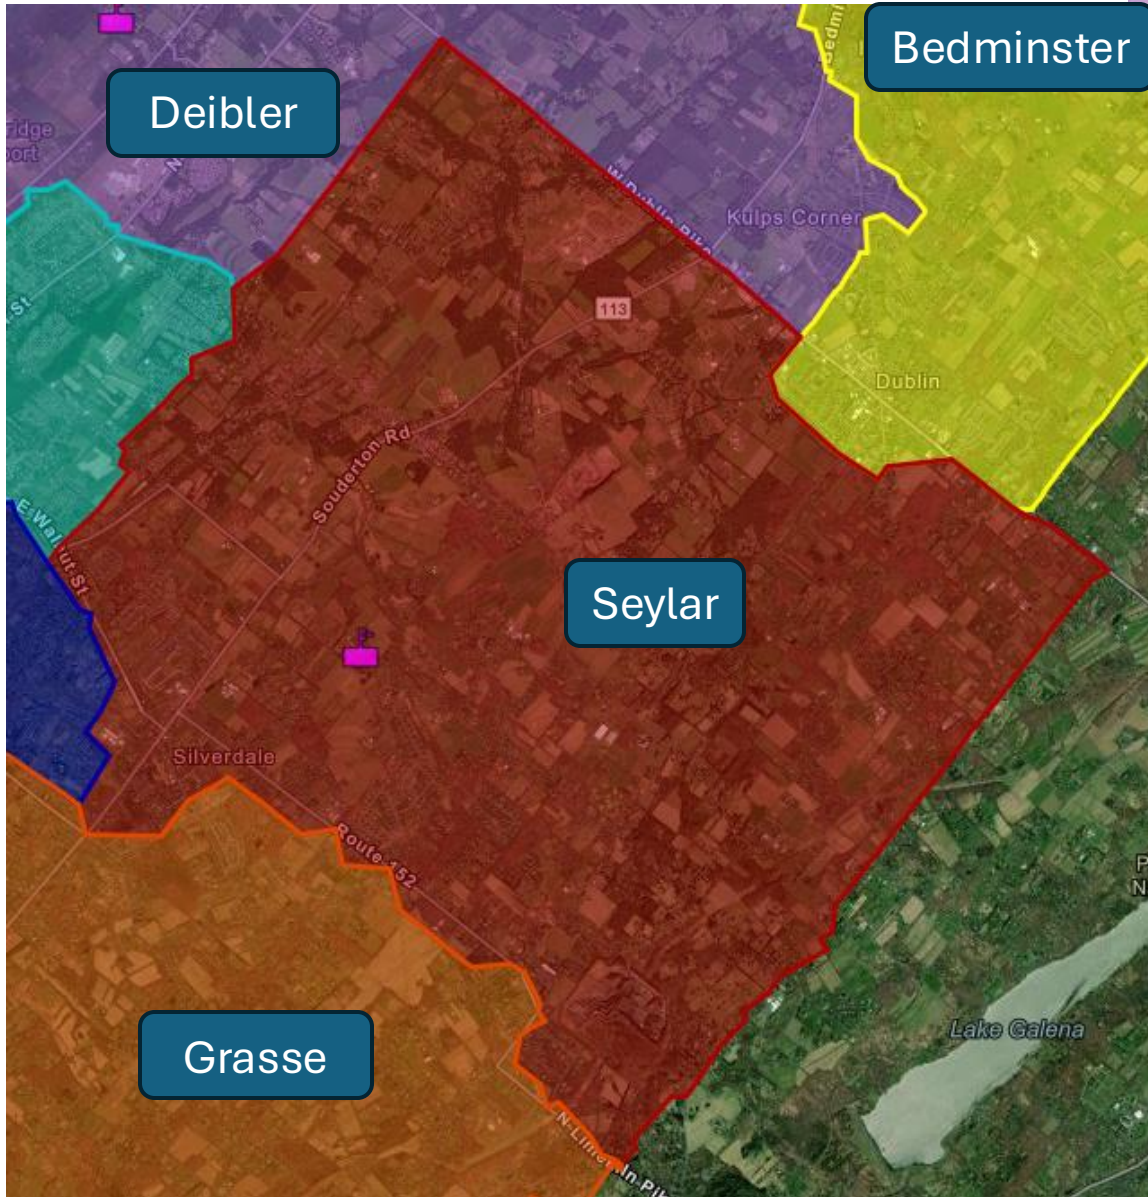 Bedminster
Deibler
Kulps Corner
113
Dublin
Souderton Rd
Seylar
Silverdale
Route 152
Lake Galena
Grasse